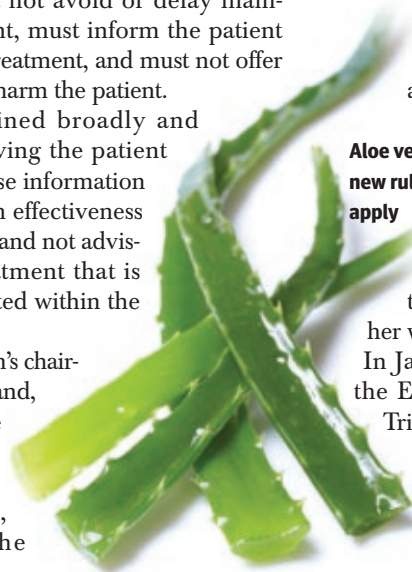 not avoid or delay main-
nt, must inform the patient
reatment, and must not offer
harm the patient.
ined broadly and
ving the patient
se information
n effectiveness
and not advis-
tment that is
ted within the
n’s chair-
and,
,
he
a
Aloe ve
new rul
apply
t
her
In Ja
the E
Tri